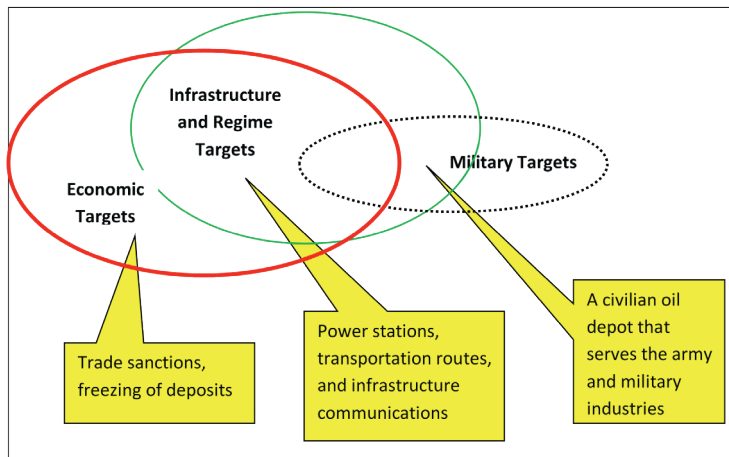 Infrastructure
and Regime
Targets
Military Targets
Economic
Targets
Trade sanctions,
freezing of deposits
Power stations,
transportation routes,
and infrastructure
communications
A civilian oil
depot that
serves the army
and military
industries